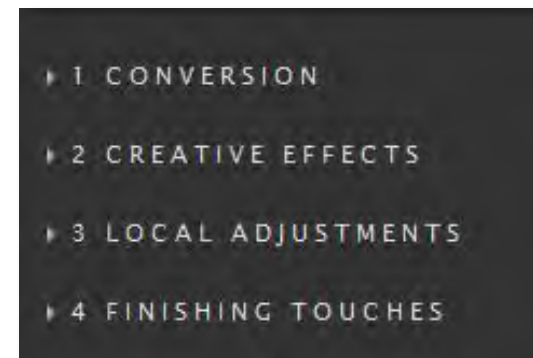 1 CONVERSION
2 CREATIVE EFFECTS
3 LOCAL ADJUSTMENTS
4 FINISHING TOUCHES